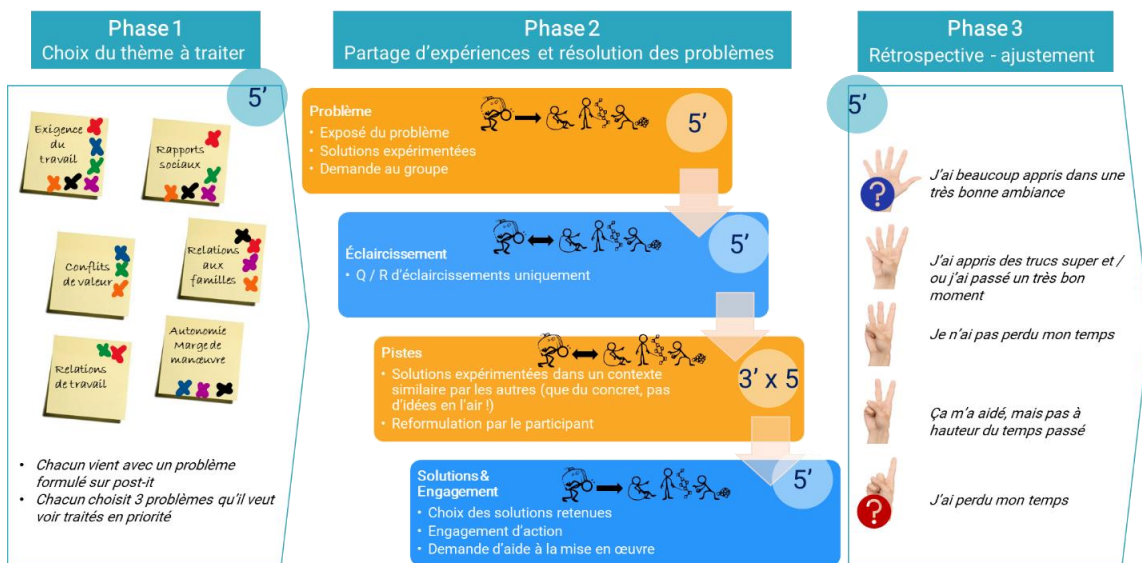 Phase 1
Choix du thème à traiter
5’
Exigence
du
travail
Rapports
sociaux
Conflits
de valeur
Relations
aux
familles
Relations
de travail
Autonomie
Marge de
manœuvre
• Chacun vient avec un problème
formulé sur post-it
• Chacun choisit 3 problèmes qu’il veut
voir traités en priorité
Phase 2
Partage d’expériences et résolution des problèmes
Problème
• Exposé du problème
• Solutions expérimentées
• Demande au groupe
5’
Éclaircissement
• Q / R d’éclaircissements uniquement
5’
Pistes
• Solutions expérimentées dans un contexte
similaire par les autres (que du concret, pas
d’idées en l’air !)
• Reformulation par le participant
3’ x 5
Solutions &
Engagement
• Choix des solutions retenues
• Engagement d’action
• Demande d’aide à la mise en œuvre
5’
Phase 3
Rétrospective - ajustement
5’
?
J’ai beaucoup appris dans une
très bonne ambiance
J’ai appris des trucs super et /
ou j’ai passé un très bon
moment
Je n’ai pas perdu mon temps
Ça m’a aidé, mais pas à
hauteur du temps passé
?
J’ai perdu mon temps